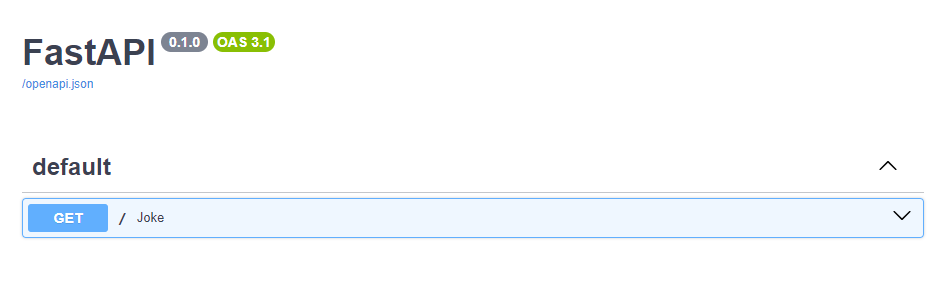 FastAPI 0.1.0 OAS 3.1
/openapi.json
default
GET / Joke